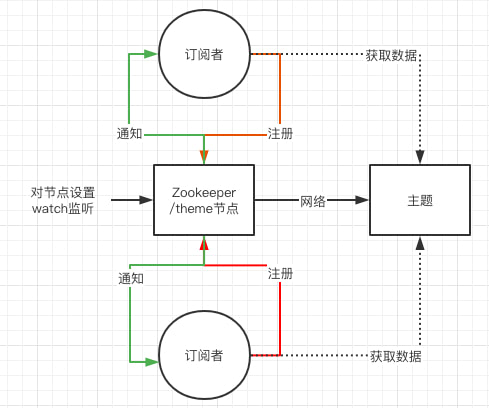 订阅者
获取数据
通知
注册
对节点设置
watch监听
Zookeeper
/theme节点
网络
主题
通知
注册
订阅者
获取数据